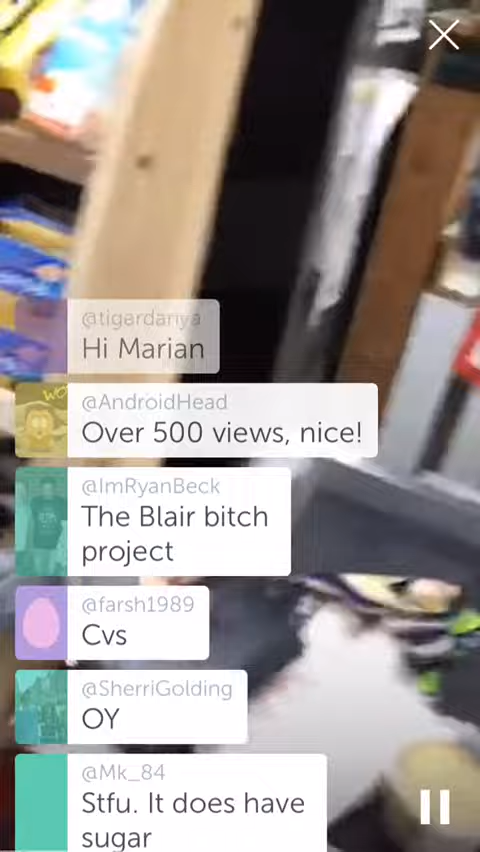 @tigerdariya
Hi Marian
@AndroidHead
Over 500 views, nice!
@ImRyanBeck
The Blair bitch
project
@farsh1989
Cvs
@SherriGolding
OY
@Mk_84
Stfu. It does have
sugar